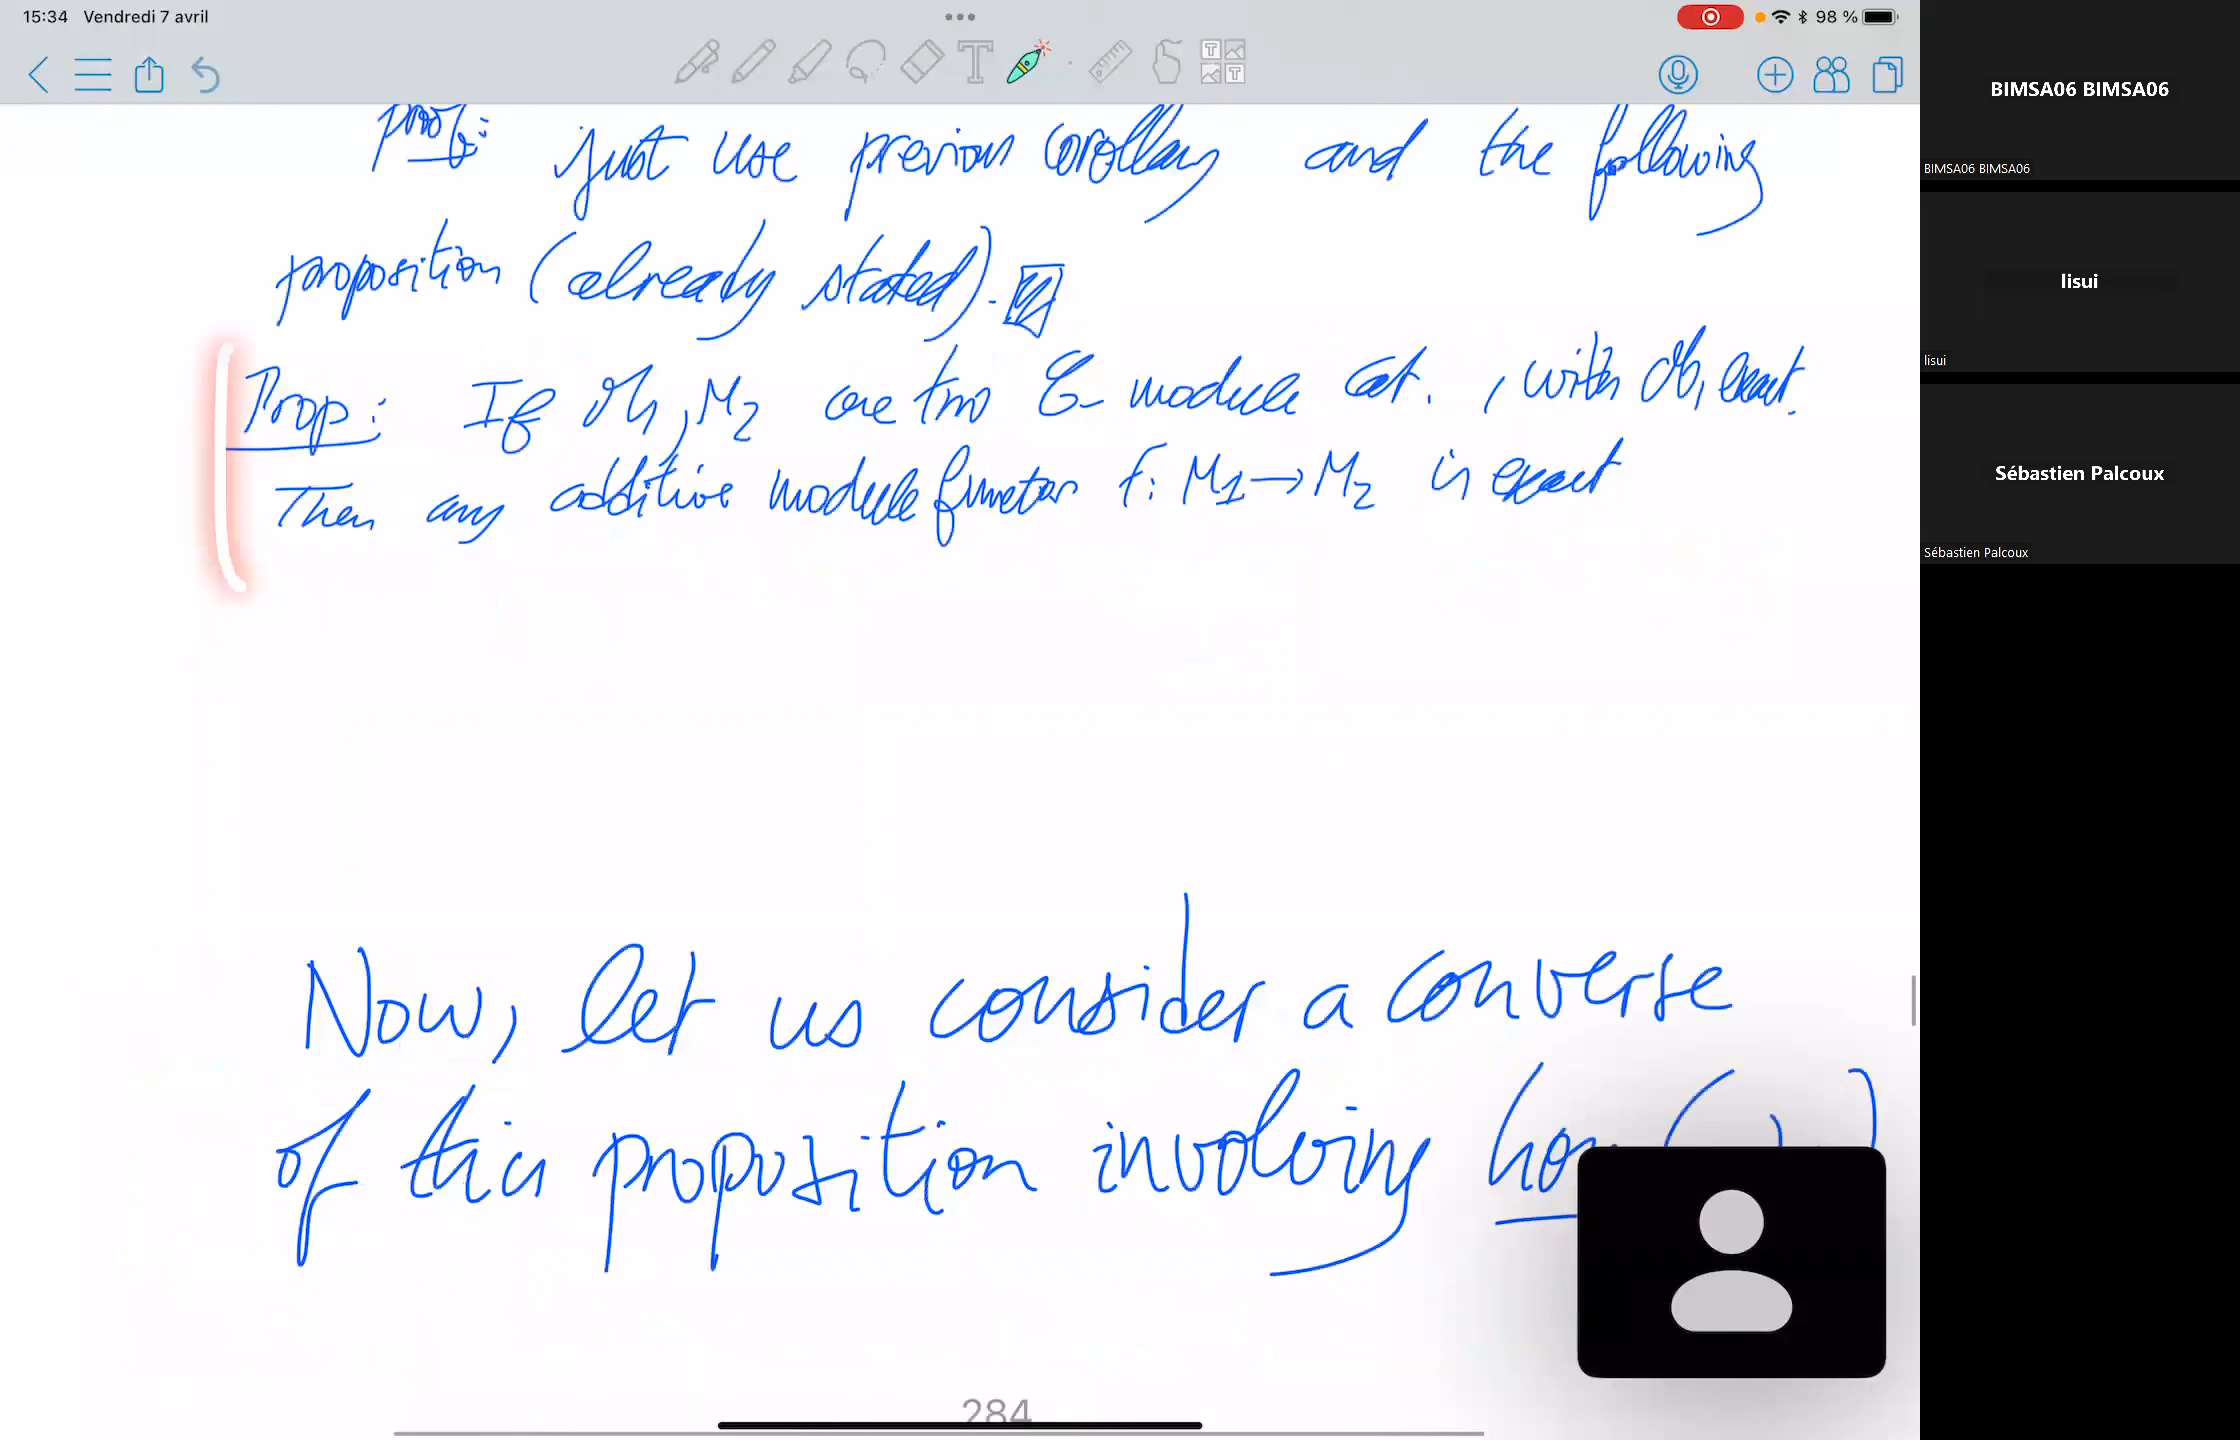 15:34 Vendredi 7 avril
98 %
proof: just use previous corollary and the following
proposition (already stated).
Prop: If M1, M2 are two C-module cat., with M1 exact.
Then any additive module functor F: M1 → M2 is exact
Now, let us consider a converse
of this proposition involving
284
BIMSA06 BIMSA06
BIMSA06 BIMSA06
lisui
lisui
Sébastien Palcoux
Sébastien Palcoux